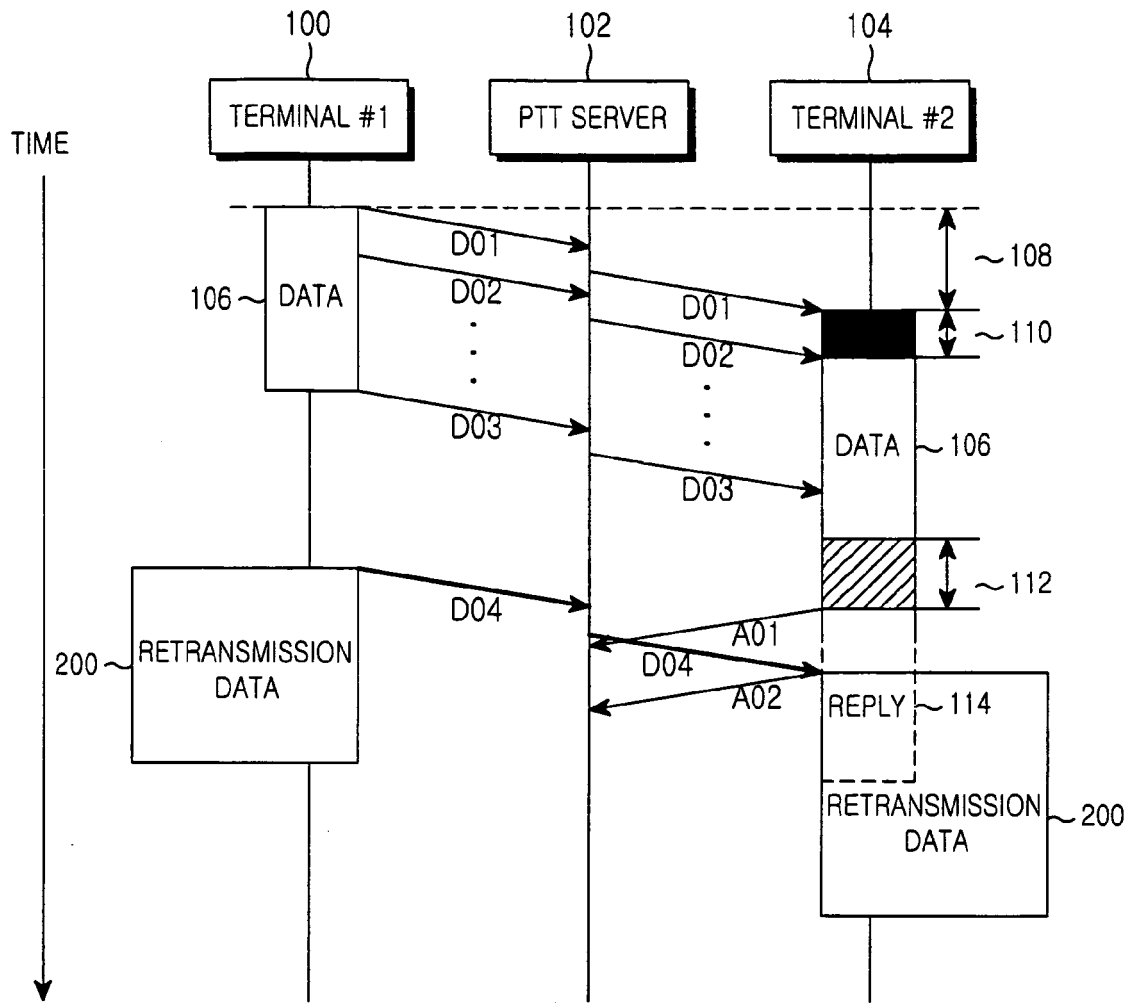 100
102
104
TERMINAL #1
PTT SERVER
TERMINAL #2
TIME
D01
108
106
DATA
D02
D01
110
D02
D03
DATA
106
D03
112
D04
A01
200
RETRANSMISSION
DATA
D04
A02
REPLY
114
RETRANSMISSION
DATA
200